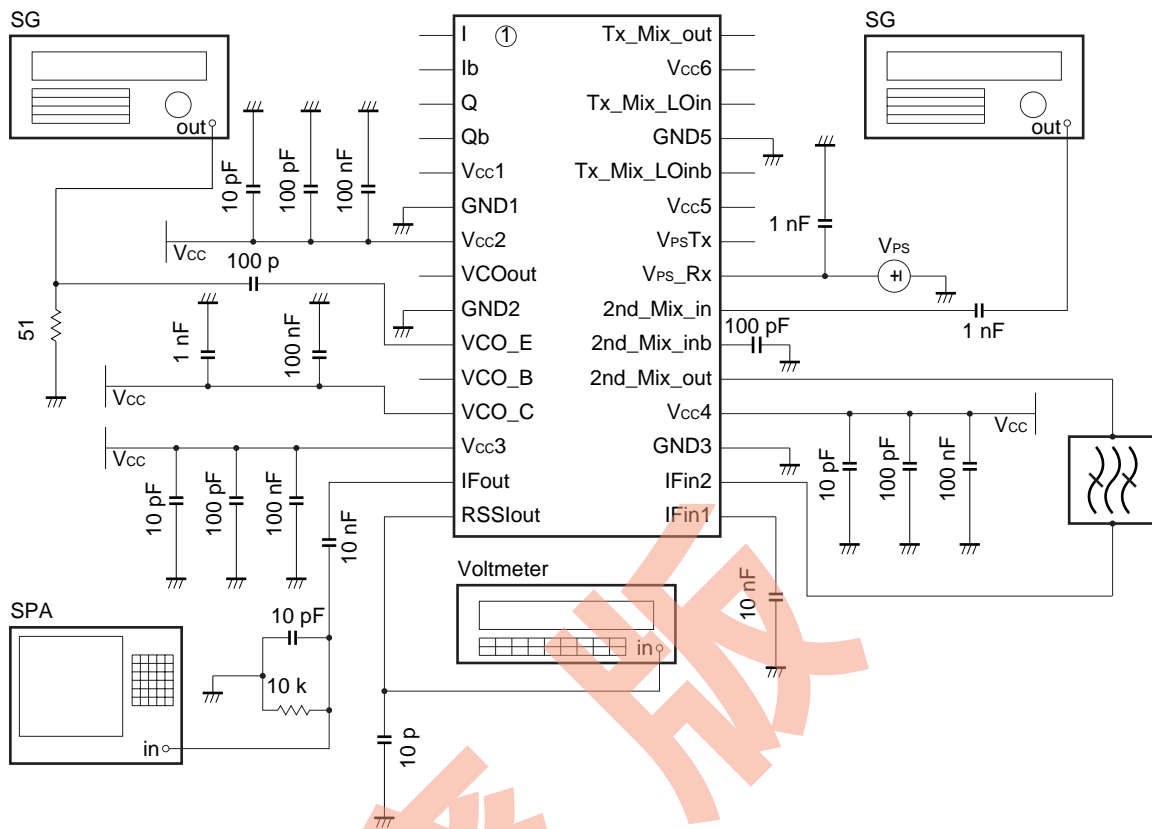 SG
out
10 pF
100 pF
100 nF
VCC
100 p
51
1 nF
100 nF
VCC
VCC
10 pF
100 pF
100 nF
10 nF
SPA
in
10 pF
10 k
10 p
Voltmeter
in
I ①
Ib
Q
Qb
VCC1
GND1
VCC2
VCOout
GND2
VCO_E
VCO_B
VCO_C
VCC3
IFout
RSSIout
Tx_Mix_out
VCC6
Tx_Mix_LOin
GND5
Tx_Mix_LOinb
VCC5
VPSTx
VPS_Rx
2nd_Mix_in
2nd_Mix_inb
2nd_Mix_out
VCC4
GND3
IFin2
IFin1
SG
out
1 nF
VPS
1 nF
100 pF
VCC
10 pF
100 pF
100 nF
10 nF
版